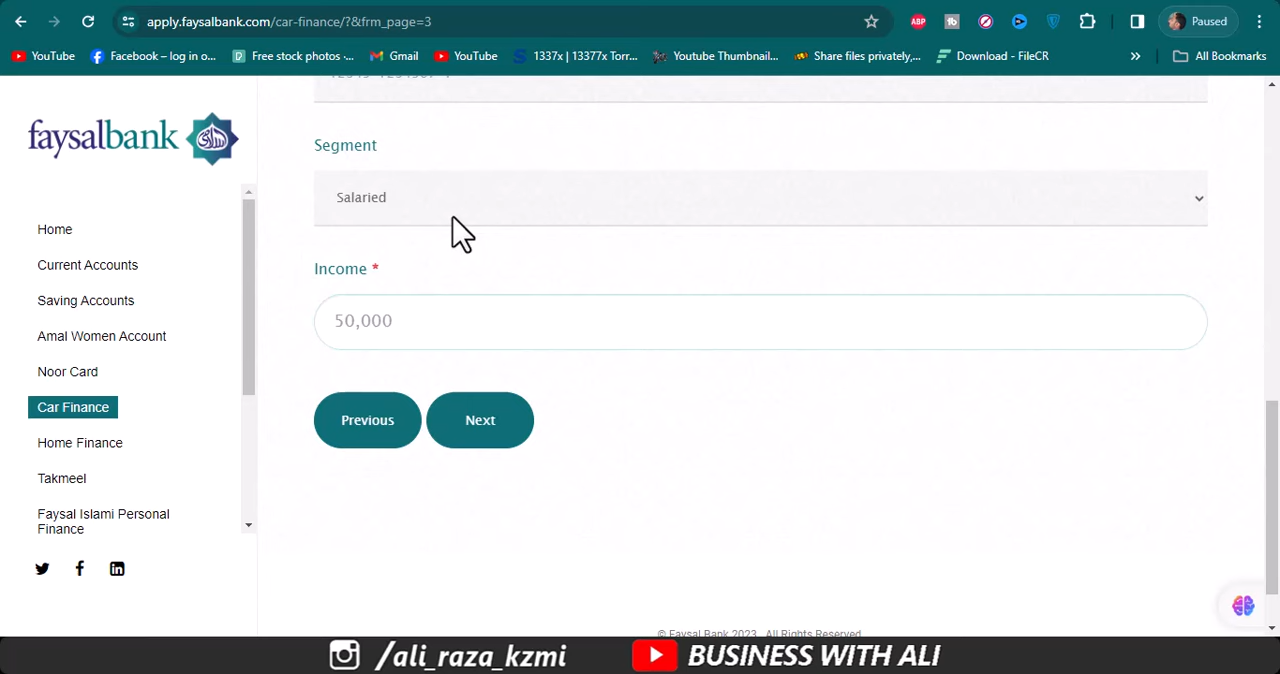 apply.faysalbank.com/car-finance/?&frm_page=3
ABP
tb
Paused
YouTube
Facebook – log in o...
Free stock photos -...
Gmail
YouTube
1337x | 13377x Torr...
Youtube Thumbnail...
Share files privately,...
Download - FileCR
»
All Bookmarks
faysalbank
Home
Current Accounts
Saving Accounts
Amal Women Account
Noor Card
Car Finance
Home Finance
Takmeel
Faysal Islami Personal
Finance
Segment
Salaried
Income *
50,000
Previous
Next
© Faysal Bank 2023 . All Rights Reserved
/ali_raza_kzmi
BUSINESS WITH ALI